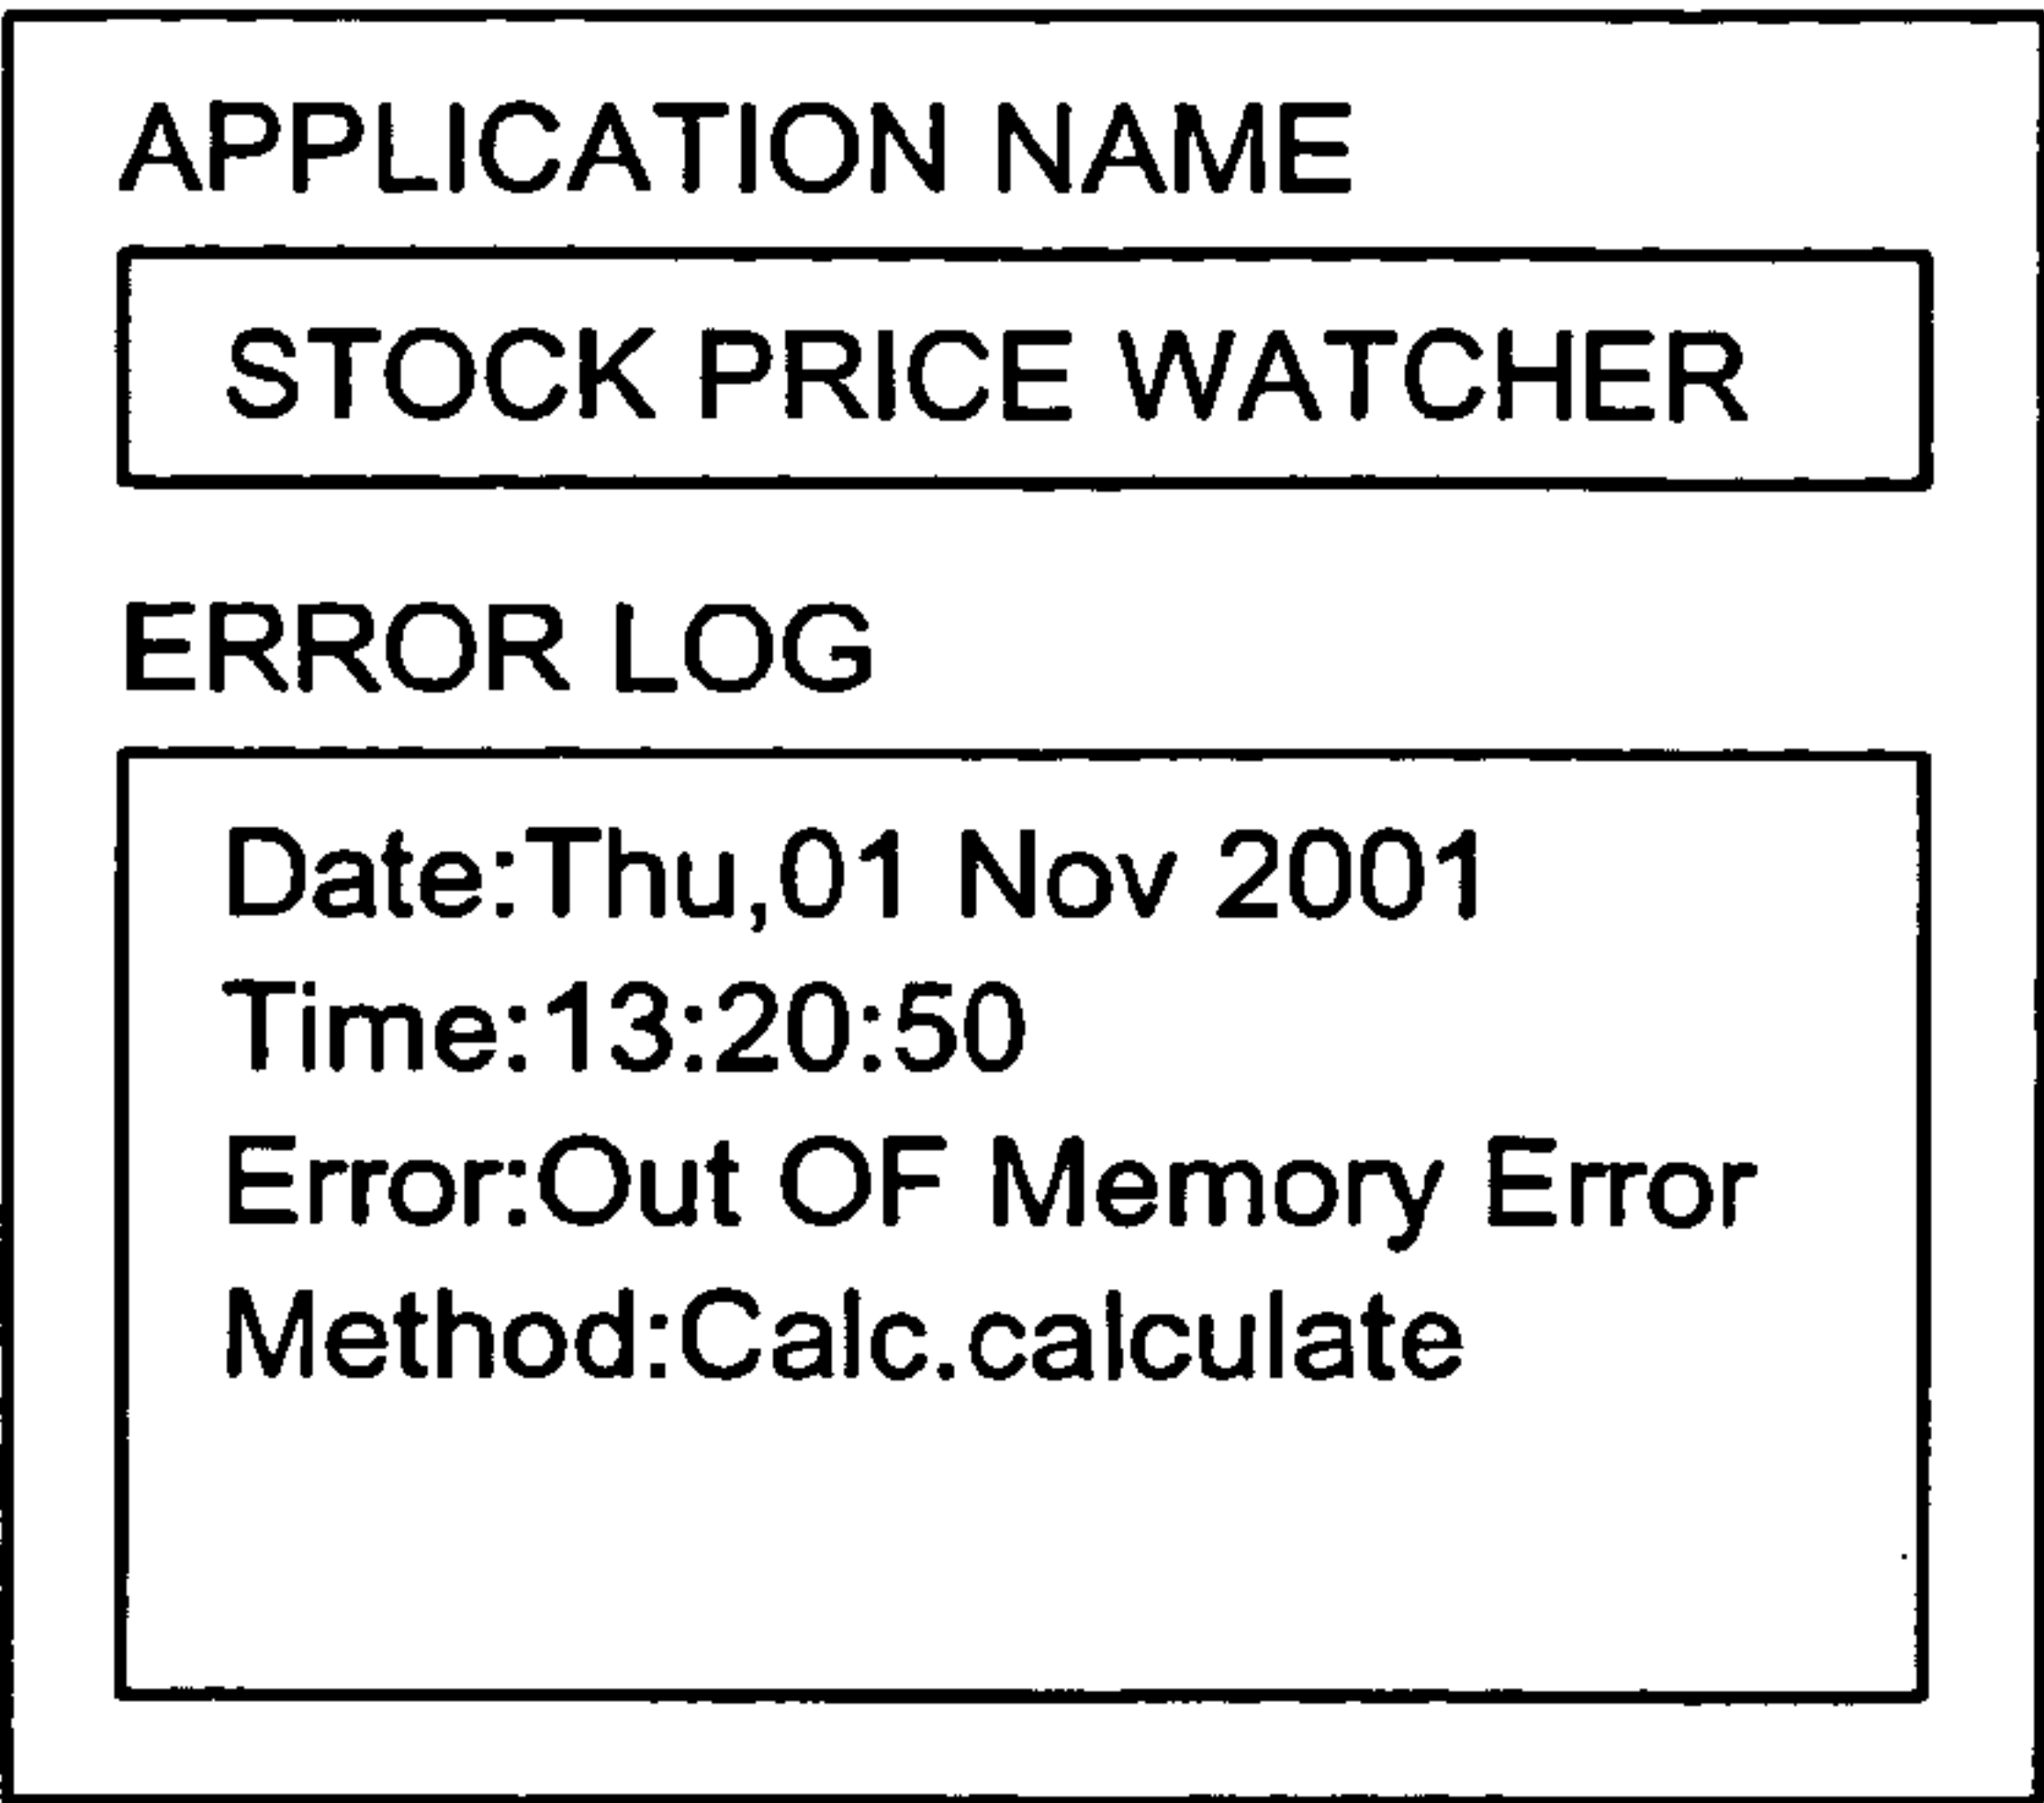 APPLICATION NAME
STOCK PRICE WATCHER
ERROR LOG
Date:Thu,01 Nov 2001
Time:13:20:50
Error:Out OF Memory Error
Method:Calc.calculate